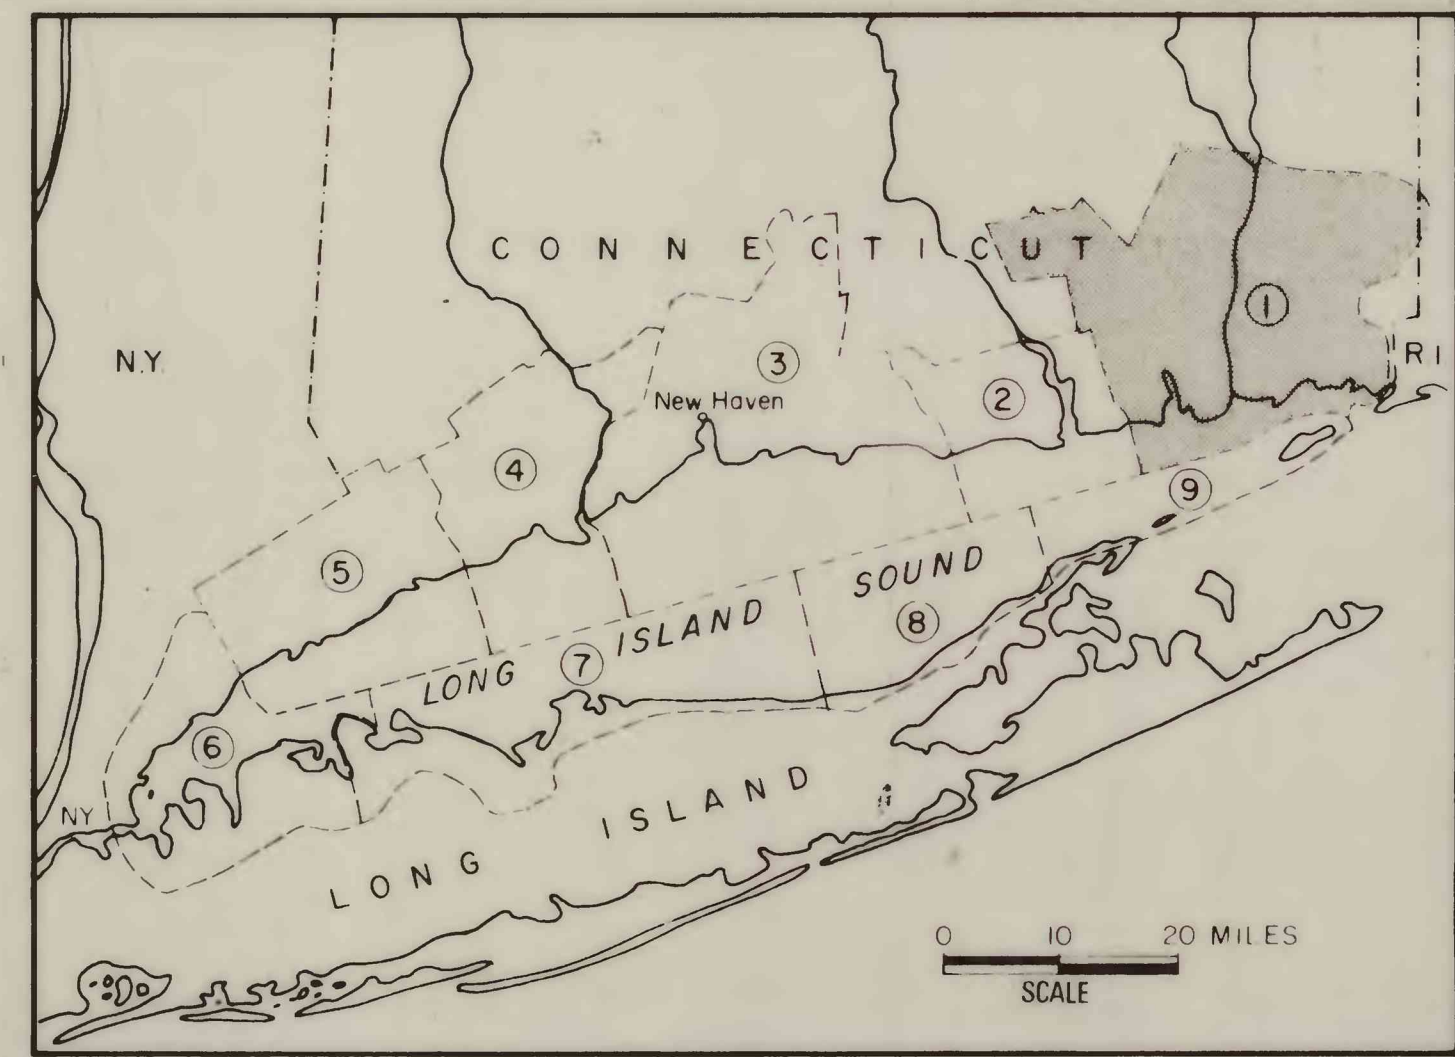 CONNECTICUT
1
N.Y.
3
RI
New Haven
2
4
9
5
SOUND
8
ISLAND
7
LONG
6
NY
ISLAND
LONG
0 10 20 MILES
SCALE